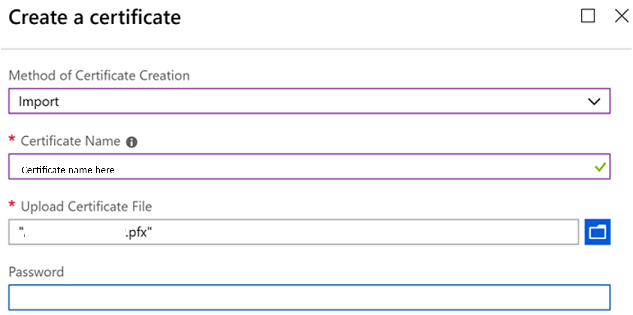 Create a certificate
Method of Certificate Creation
Import
* Certificate Name
Certificate name here
* Upload Certificate File
".pfx"
Password